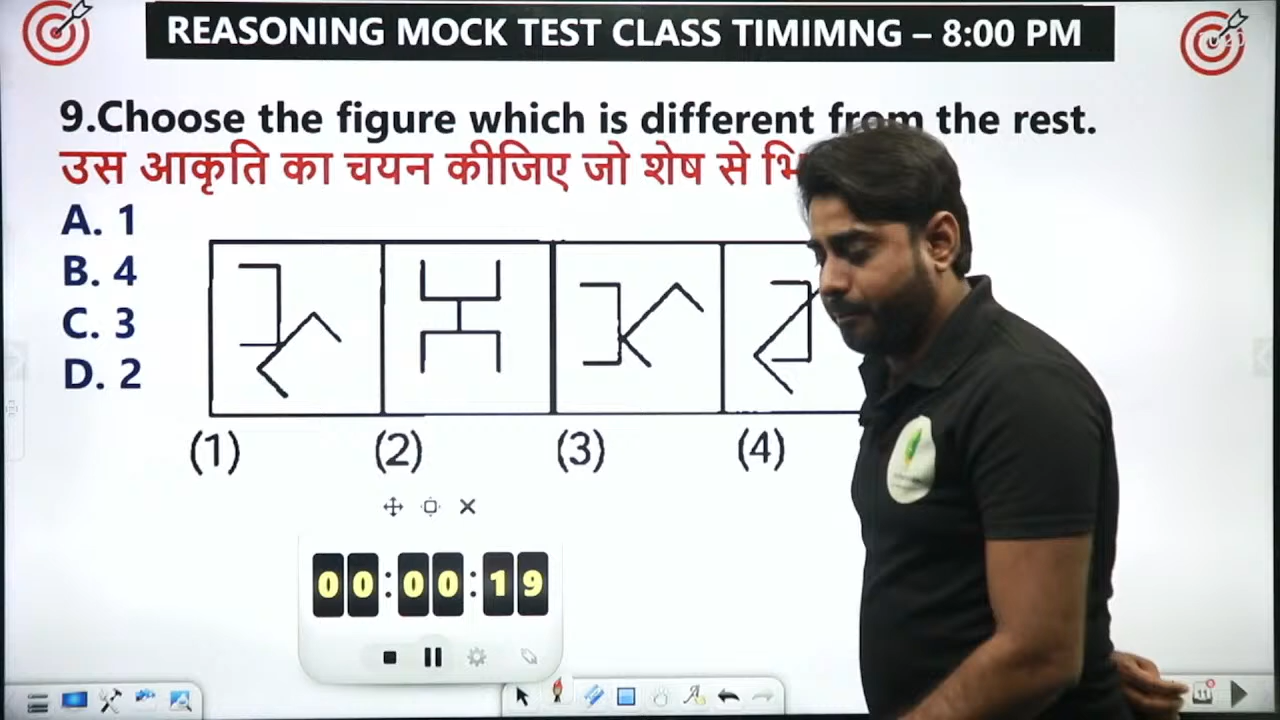 REASONING MOCK TEST CLASS TIMIMNG – 8:00 PM
9.Choose the figure which is different from the rest.
उस आकृति का चयन कीजिए जो शेष से
A. 1
B. 4
C. 3
D. 2
(1) (2) (3) (4)
00:00:19
11